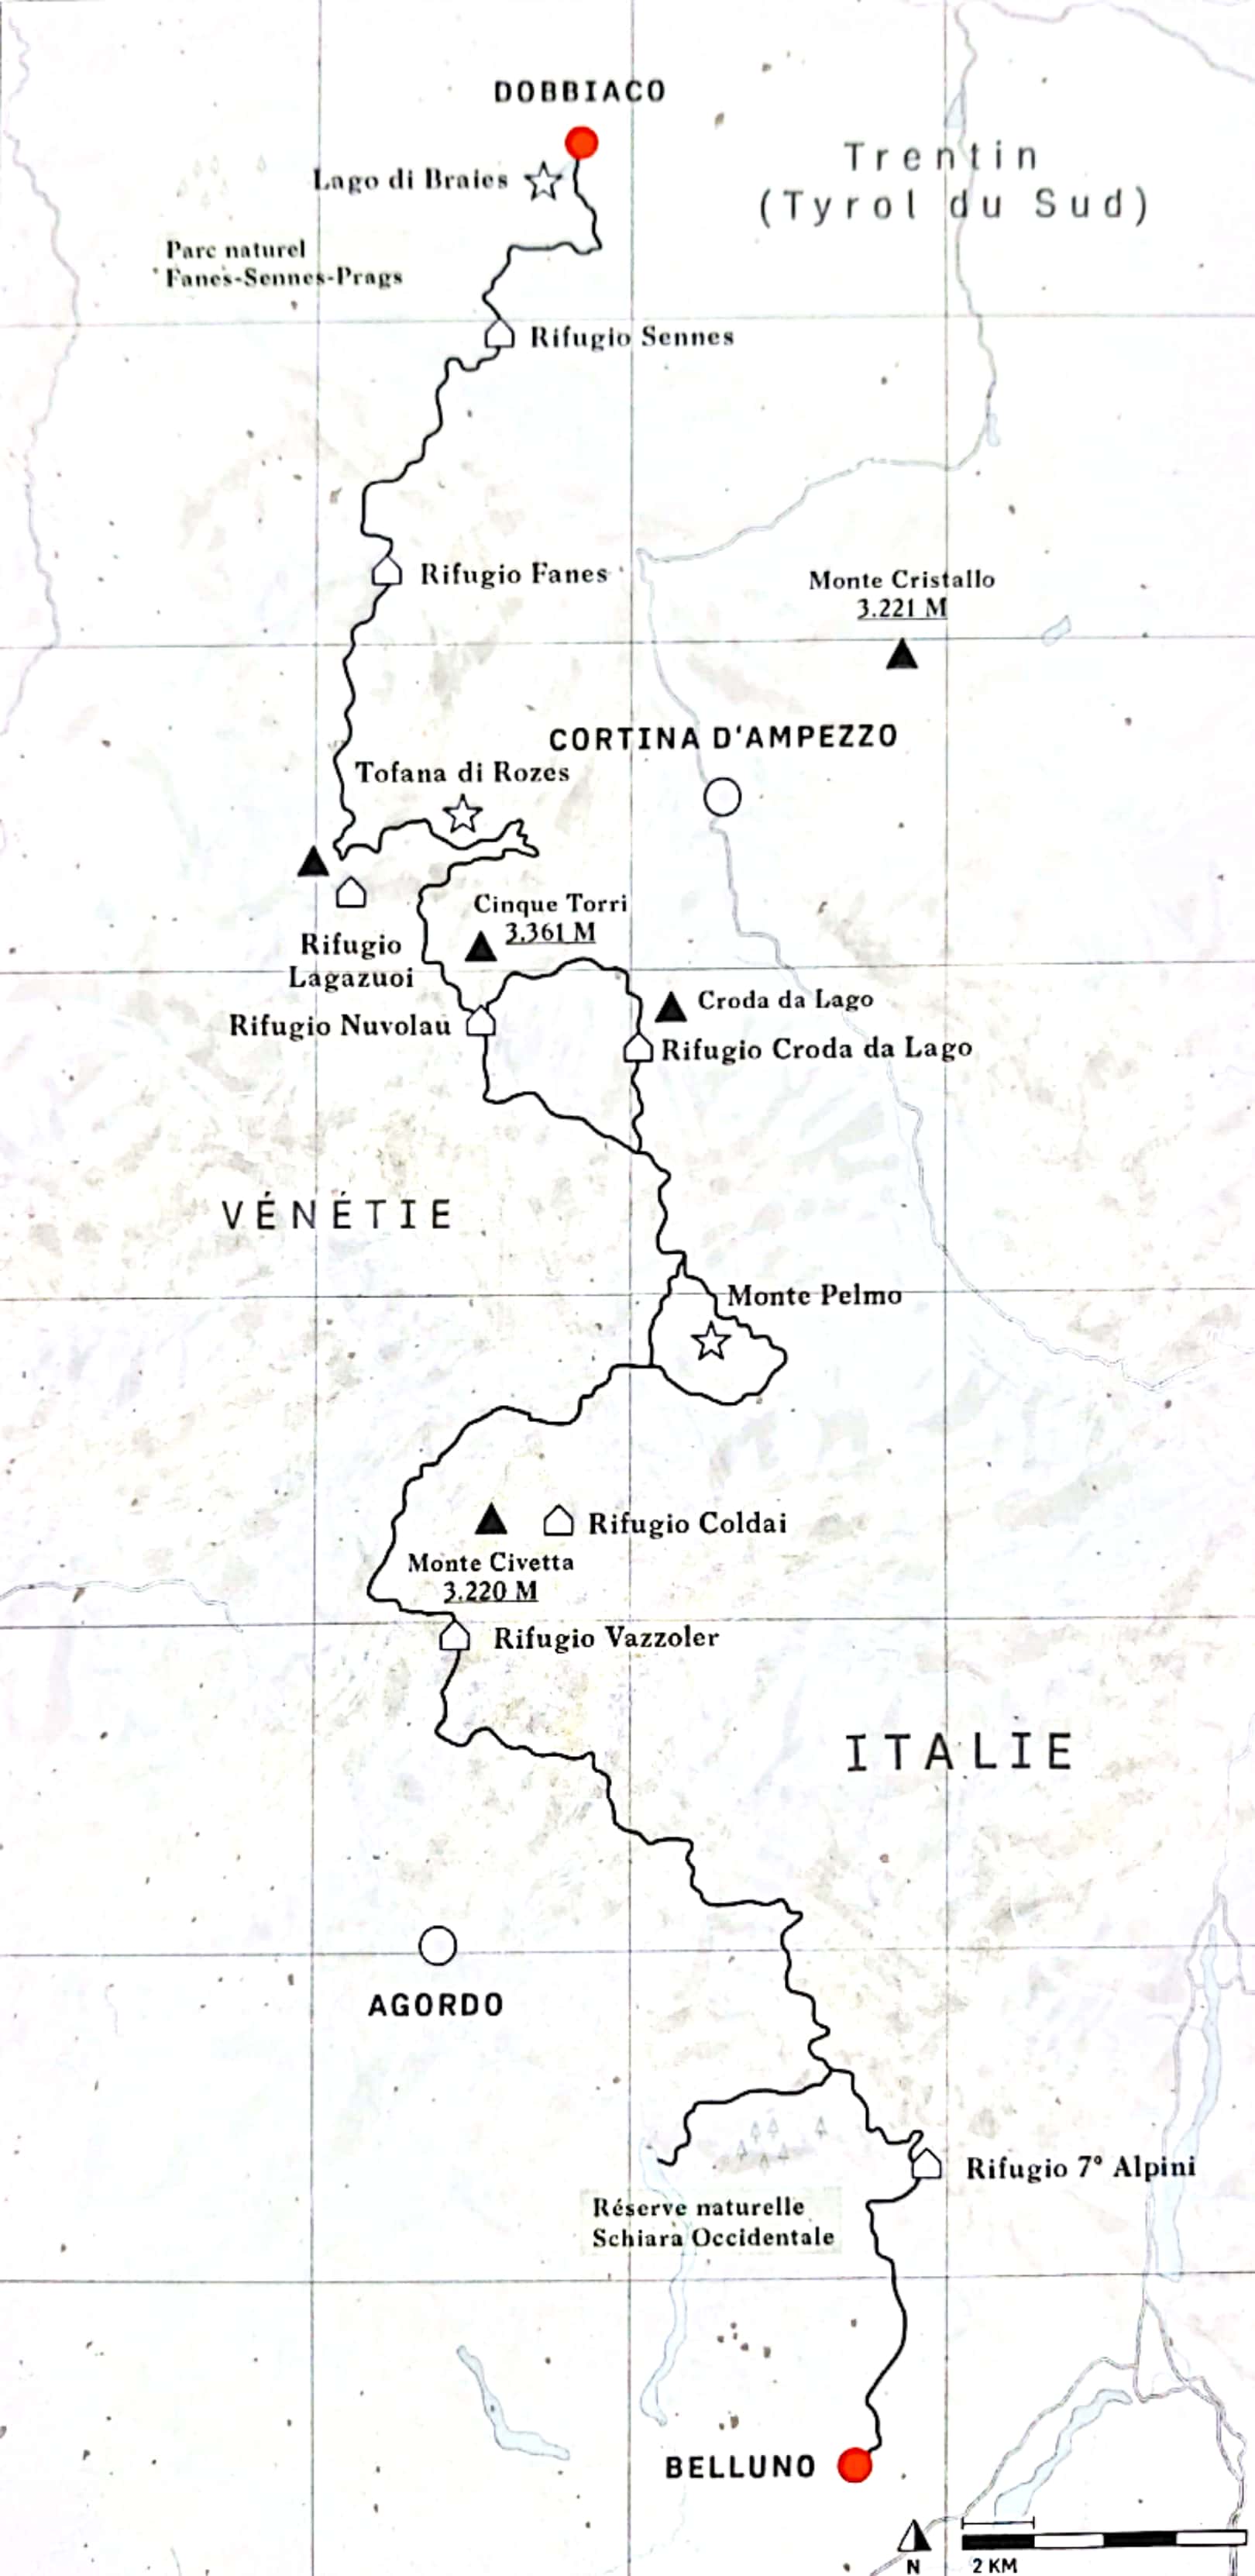 DOBBIACO
Trentin
(Tyrol du Sud)
Lago di Braies
Parc naturel
Fanes-Sennes-Prags
Rifugio Sennes
Rifugio Fanes
Monte Cristallo
3.221 M
CORTINA D'AMPEZZO
Tofana di Rozes
Cinque Torri
3.361 M
Rifugio
Lagazuoi
Croda da Lago
Rifugio Nuvolau
Rifugio Croda da Lago
VÉNÉTIE
Monte Pelmo
Rifugio Coldai
Monte Civetta
3.220 M
Rifugio Vazzoler
ITALIE
AGORDO
Rifugio 7° Alpini
Réserve naturelle
Schiara Occidentale
BELLUNO
N
2 KM